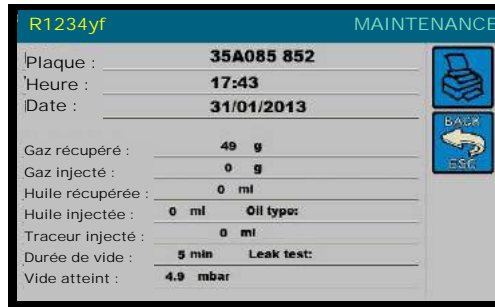 R1234yf MAINTENANCE
Plaque : 35A085 852
Heure : 17:43
Date : 31/01/2013
BACK
ESC
Gaz récupéré : 49 g
Gaz injecté : 0 g
Huile récupérée : 0 ml
Huile injectée : 0 ml Oil type:
Traceur injecté : 0 ml
Durée de vide : 5 min Leak test:
Vide atteint : 4.9 mbar